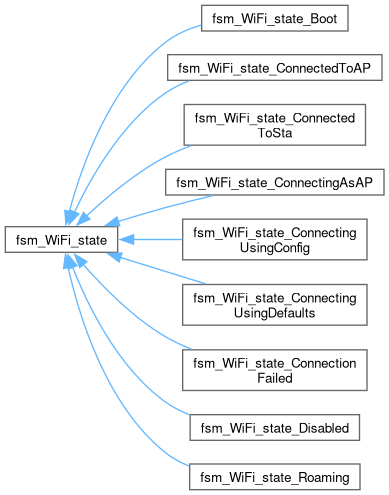 fsm_WiFi_state_Boot
fsm_WiFi_state_ConnectedToAP
fsm_WiFi_state_Connected
ToSta
fsm_WiFi_state_ConnectingAsAP
fsm_WiFi_state
fsm_WiFi_state_Connecting
UsingConfig
fsm_WiFi_state_Connecting
UsingDefaults
fsm_WiFi_state_Connection
Failed
fsm_WiFi_state_Disabled
fsm_WiFi_state_Roaming